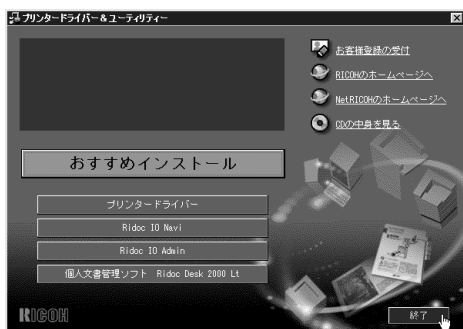 プリンタードライバー＆ユーティリティー
お客様登録の受付
RICOHのホームページへ
NetRICOHのホームページへ
CDの中身を見る
おすすめインストール
プリンタードライバー
Ridoc IO Navi
Ridoc IO Admin
個人文書管理ソフト　Ridoc Desk 2000 Lt
RICOH
終了